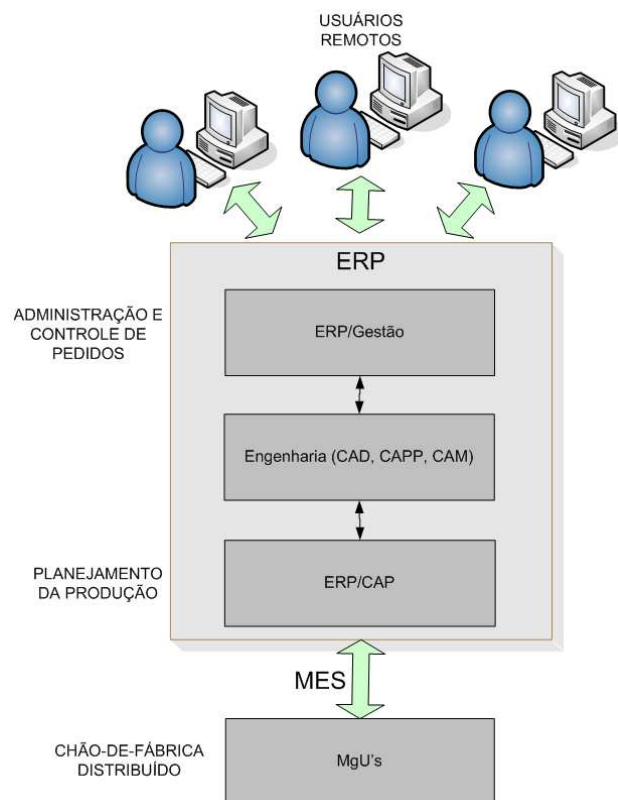 USUÁRIOS
REMOTOS
ERP
ADMINISTRAÇÃO E
CONTROLE DE
PEDIDOS
ERP/Gestão
Engenharia (CAD, CAPP, CAM)
PLANEJAMENTO
DA PRODUÇÃO
ERP/CAP
MES
CHÃO-DE-FÁBRICA
DISTRIBUÍDO
MgU's